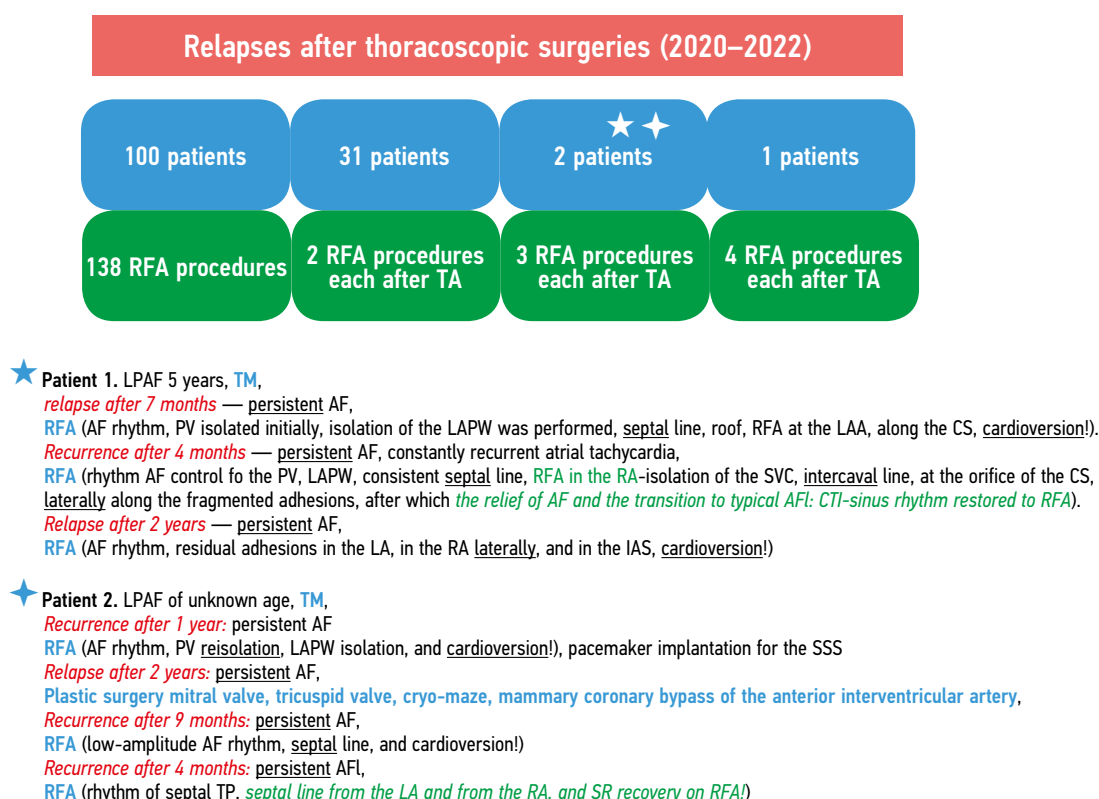 Relapses after thoracoscopic surgeries (2020–2022)
100 patients
31 patients
2 patients
1 patients
138 RFA procedures
2 RFA procedures
each after TA
3 RFA procedures
each after TA
4 RFA procedures
each after TA
Patient 1. LPAF 5 years, TM,
relapse after 7 months — persistent AF,
RFA (AF rhythm, PV isolated initially, isolation of the LAPW was performed, septal line, roof, RFA at the LAA, along the CS, cardioversion!).
Recurrence after 4 months — persistent AF, constantly recurrent atrial tachycardia,
RFA (rhythm AF control fo the PV, LAPW, consistent septal line, RFA in the RA-isolation of the SVC, intercaval line, at the orifice of the CS,
laterally along the fragmented adhesions, after which the relief of AF and the transition to typical AFl: CTI-sinus rhythm restored to RFA).
Relapse after 2 years — persistent AF,
RFA (AF rhythm, residual adhesions in the LA, in the RA laterally, and in the IAS, cardioversion!)
Patient 2. LPAF of unknown age, TM,
Recurrence after 1 year: persistent AF
RFA (AF rhythm, PV reisolation, LAPW isolation, and cardioversion!), pacemaker implantation for the SSS
Relapse after 2 years: persistent AF,
Plastic surgery mitral valve, tricuspid valve, cryo-maze, mammary coronary bypass of the anterior interventricular artery,
Recurrence after 9 months: persistent AF,
RFA (low-amplitude AF rhythm, septal line, and cardioversion!)
Recurrence after 4 months: persistent AFl,
RFA (rhythm of septal TP, septal line from the LA and from the RA, and SR recovery on RFA!)